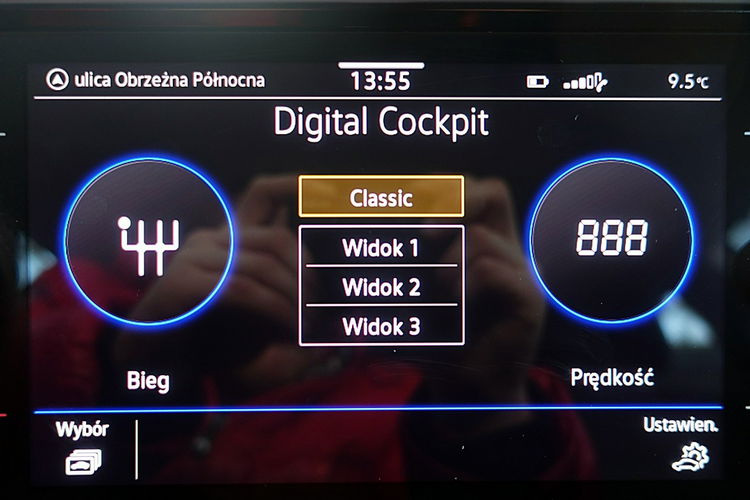 ulica Obrzeżna Północna 13:55 9.5°C
Digital Cockpit
Classic
888
Widok 1
Widok 2
Widok 3
Bieg Prędkość
Wybór Ustawien.